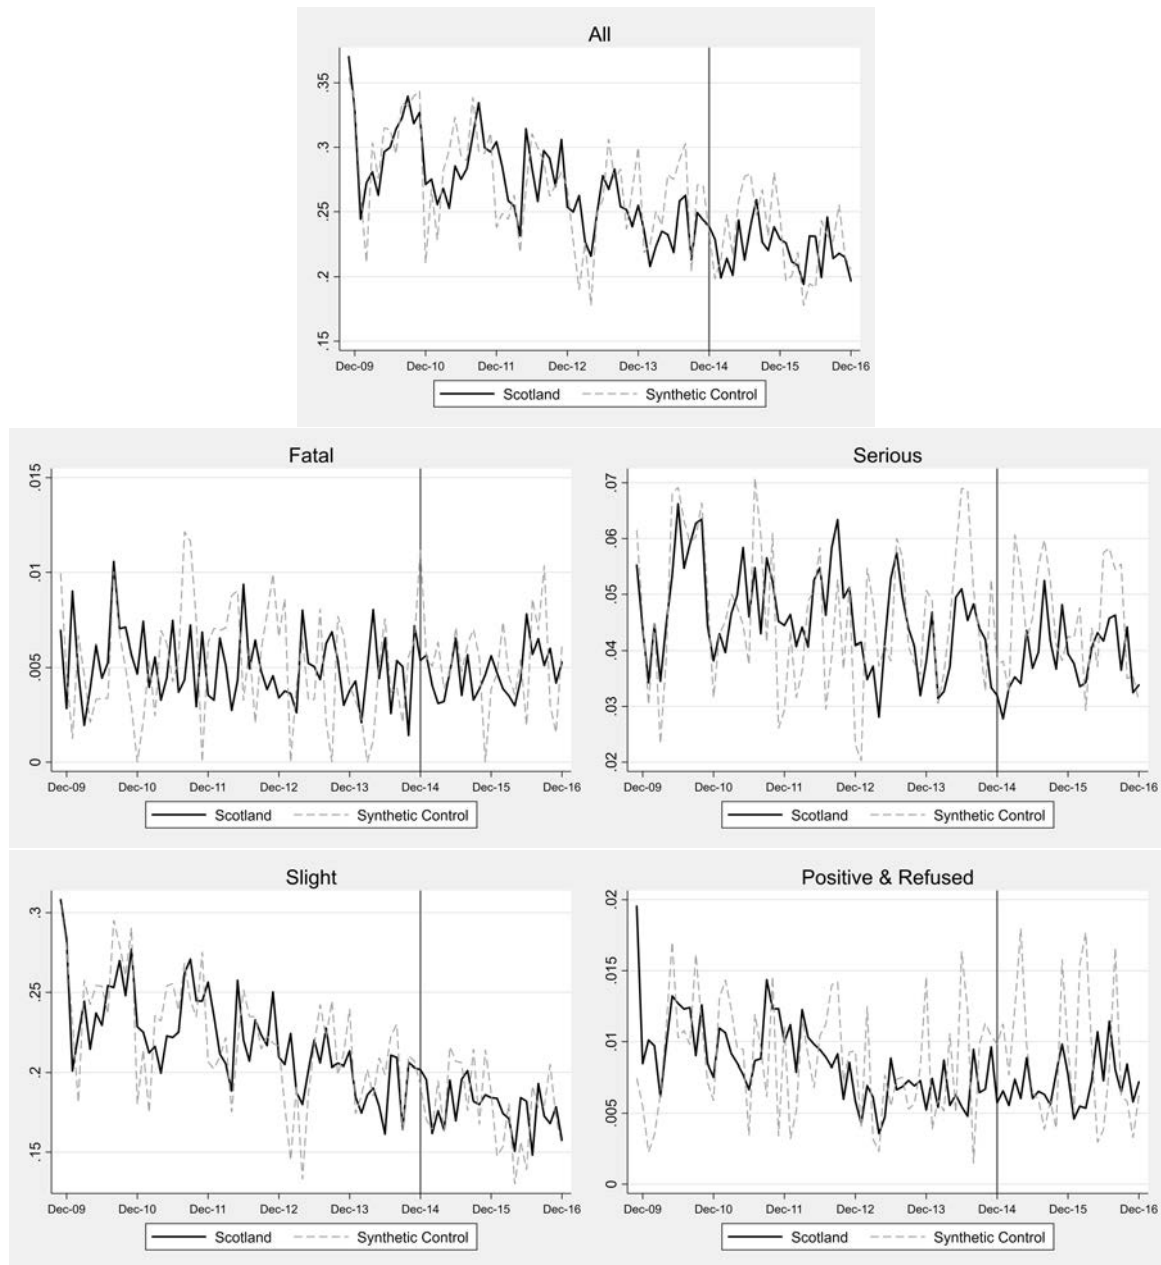 All
.35
.3
.25
.2
.15
Dec-09 Dec-10 Dec-11 Dec-12 Dec-13 Dec-14 Dec-15 Dec-16
Scotland Synthetic Control
Fatal
.015
.01
.005
0
Dec-09 Dec-10 Dec-11 Dec-12 Dec-13 Dec-14 Dec-15 Dec-16
Scotland Synthetic Control
Serious
.07
.06
.05
.04
.03
.02
Dec-09 Dec-10 Dec-11 Dec-12 Dec-13 Dec-14 Dec-15 Dec-16
Scotland Synthetic Control
Slight
.3
.25
.2
.15
Dec-09 Dec-10 Dec-11 Dec-12 Dec-13 Dec-14 Dec-15 Dec-16
Scotland Synthetic Control
Positive & Refused
.02
.015
.01
.005
0
Dec-09 Dec-10 Dec-11 Dec-12 Dec-13 Dec-14 Dec-15 Dec-16
Scotland Synthetic Control